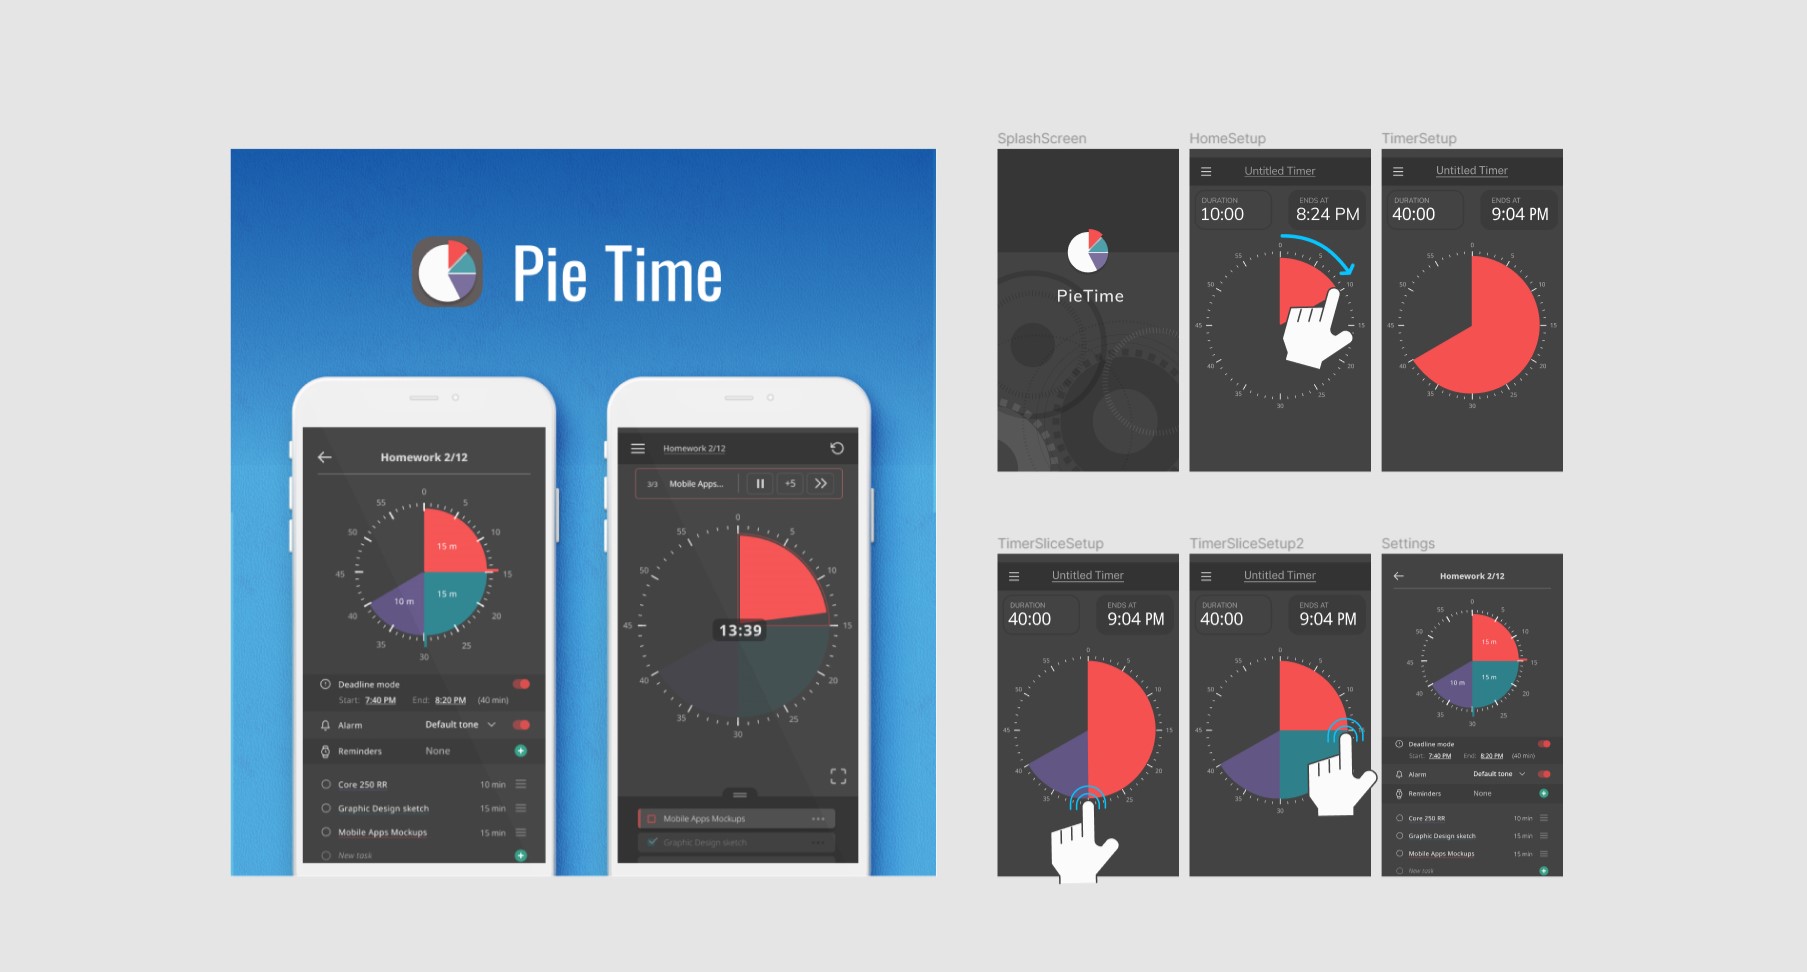 Pie Time
Homework 2/12
0
5
10
15
20
25
30
35
40
45
50
55
15 m
15 m
10 m
Deadline mode
Start: 7:40 PM End: 8:20 PM (40 min)
Alarm Default tone
Reminders None
Core 250 RR 10 min
Graphic Design sketch 15 min
Mobile Apps Mockups 15 min
New task
Homework 2/12
3/3 Mobile Apps... +5
0
5
10
15
20
25
30
35
40
45
50
55
13:39
Mobile Apps Mockups
Graphic Design sketch
SplashScreen
PieTime
HomeSetup
Untitled Timer
DURATION
10:00
ENDS AT
8:24 PM
0
5
10
15
20
25
30
35
40
45
50
55
TimerSetup
Untitled Timer
DURATION
40:00
ENDS AT
9:04 PM
0
5
10
15
20
25
30
35
40
45
50
55
TimerSliceSetup
Untitled Timer
DURATION
40:00
ENDS AT
9:04 PM
0
5
10
15
25
35
40
45
50
55
TimerSliceSetup2
Untitled Timer
DURATION
40:00
ENDS AT
9:04 PM
0
5
10
30
35
40
45
50
55
Settings
Homework 2/12
0
5
10
15
20
25
30
35
40
45
50
55
15 m
15 m
10 m
Deadline mode
Start: 7:40 PM End: 8:20 PM (40 min)
Alarm Default tone
Reminders None
Core 250 RR 10 min
Graphic Design sketch 15 min
Mobile Apps Mockups 15 min
New task